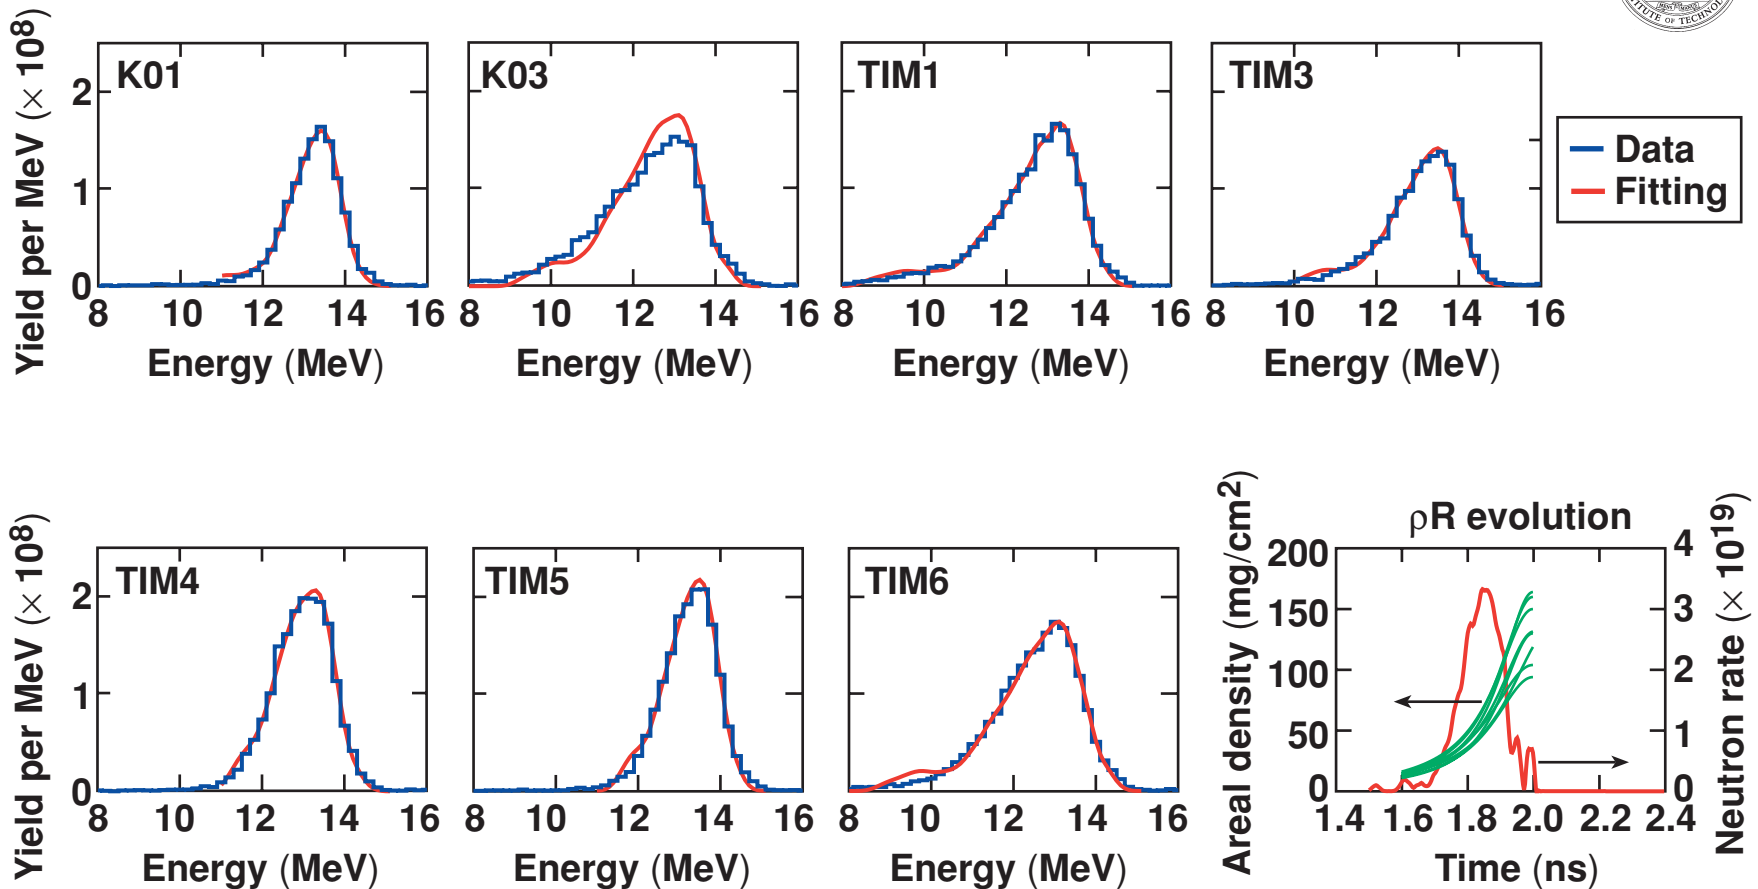 ITUTE OF TECHNOL
Yield per MeV (× 10⁸)
K01
K03
TIM1
TIM3
2
1
0
8 10 12 14 16
8 10 12 14 16
8 10 12 14 16
8 10 12 14 16
Energy (MeV)
Energy (MeV)
Energy (MeV)
Energy (MeV)
Data
Fitting
Yield per MeV (× 10⁸)
TIM4
TIM5
TIM6
2
1
0
8 10 12 14 16
8 10 12 14 16
8 10 12 14 16
Energy (MeV)
Energy (MeV)
Energy (MeV)
ρR evolution
Areal density (mg/cm²)
200
150
100
50
0
4
3
2
1
0
Neutron rate (× 10¹⁹)
1.4 1.6 1.8 2.0 2.2 2.4
Time (ns)